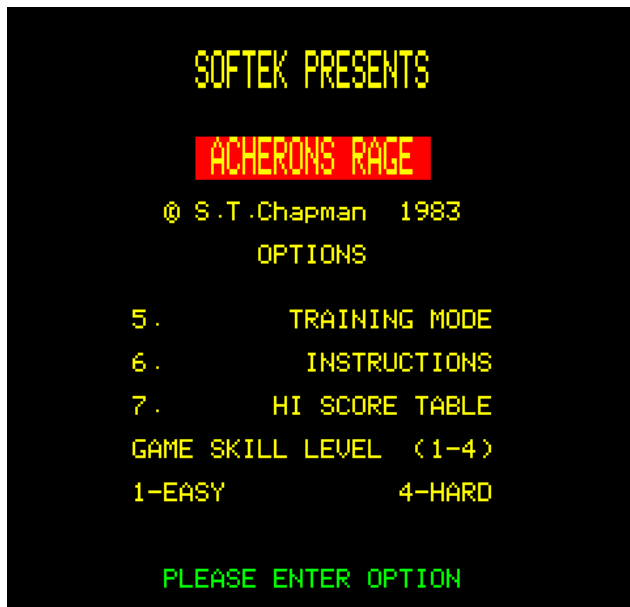 SOFTEK PRESENTS
ACHERONS RAGE
© S.T.Chapman 1983
OPTIONS
5. TRAINING MODE
6. INSTRUCTIONS
7. HI SCORE TABLE
GAME SKILL LEVEL (1-4)
1-EASY 4-HARD
PLEASE ENTER OPTION